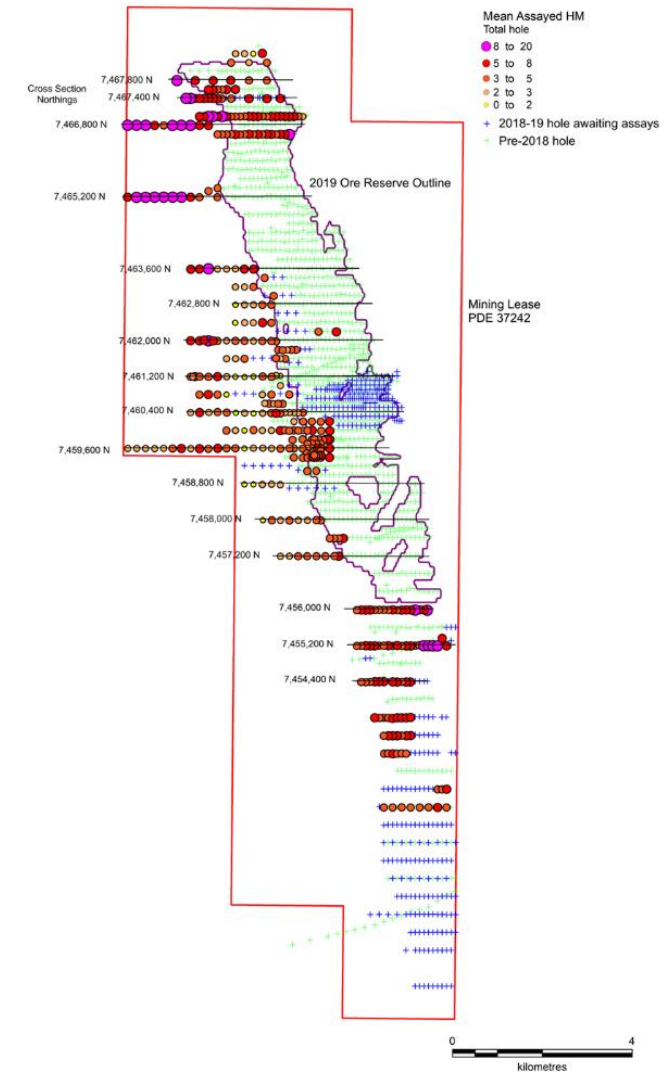 Mean Assayed HM
Total hole
8 to 20
5 to 8
3 to 5
2 to 3
0 to 2
2018-19 hole awaiting assays
Pre-2018 hole
Cross Section
Northings
7,467,800 N
7,467,400 N
7,466,800 N
2019 Ore Reserve Outline
7,465,200 N
7,463,600 N
7,462,800 N
Mining Lease
PDE 37242
7,462,000 N
7,461,200 N
7,460,400 N
7,459,600 N
7,458,800 N
7,458,000 N
7,457,200 N
7,456,000 N
7,455,200 N
7,454,400 N
0 4
kilometres